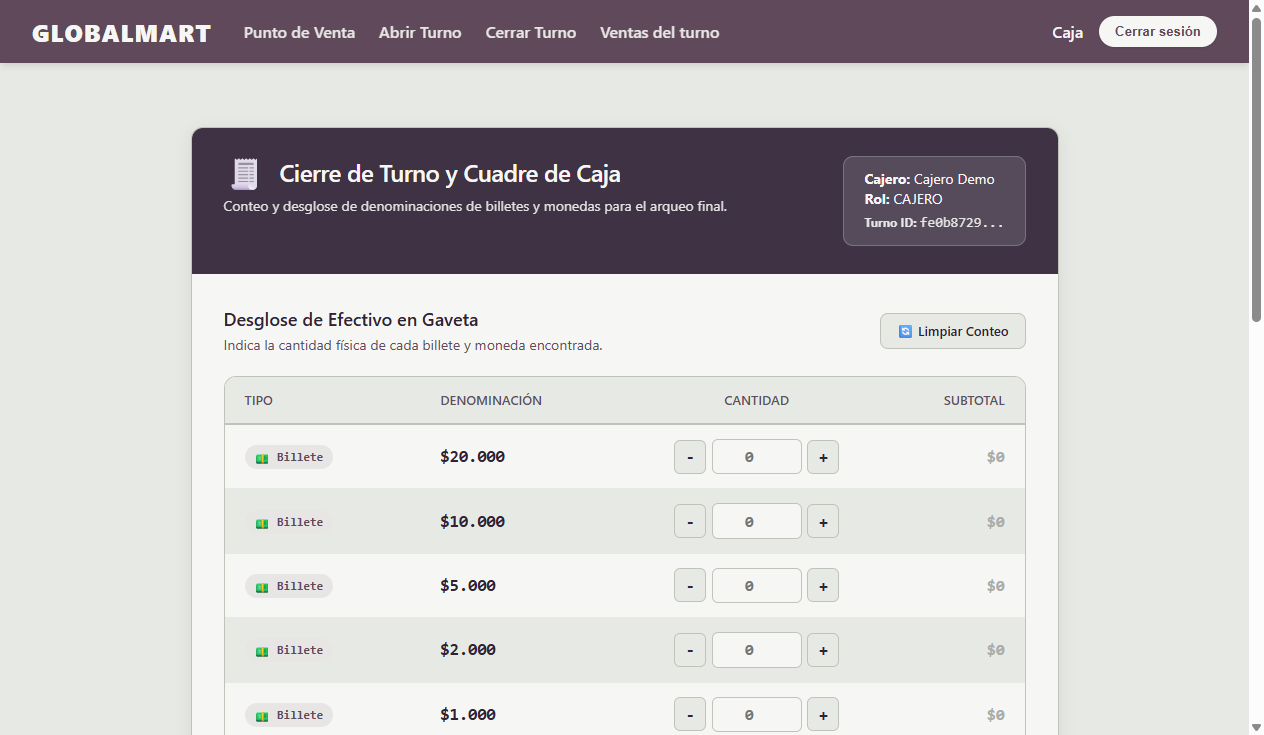 GLOBALMART Punto de Venta Abrir Turno Cerrar Turno Ventas del turno Caja Cerrar sesión
Cierre de Turno y Cuadre de Caja
Conteo y desglose de denominaciones de billetes y monedas para el arqueo final.
Cajero: Cajero Demo
Rol: CAJERO
Turno ID: fe0b8729...
Desglose de Efectivo en Gaveta
Indica la cantidad física de cada billete y moneda encontrada.
Limpiar Conteo
TIPO DENOMINACIÓN CANTIDAD SUBTOTAL
Billete $20.000 - 0 + $0
Billete $10.000 - 0 + $0
Billete $5.000 - 0 + $0
Billete $2.000 - 0 + $0
Billete $1.000 - 0 + $0